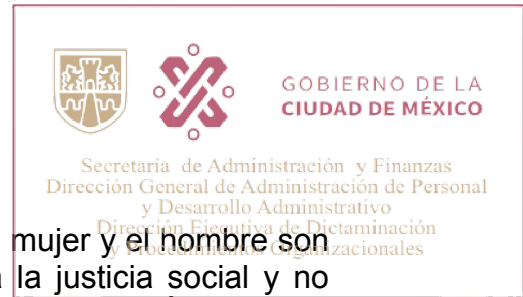 GOBIERNO DE LA
CIUDAD DE MÉXICO
Secretaría de Administración y Finanzas
Dirección General de Administración de Personal
y Desarrollo Administrativo
Dirección Ejecutiva de Dictaminación
y Procedimientos Organizacionales
mujer y el hombre son
la justicia social y no